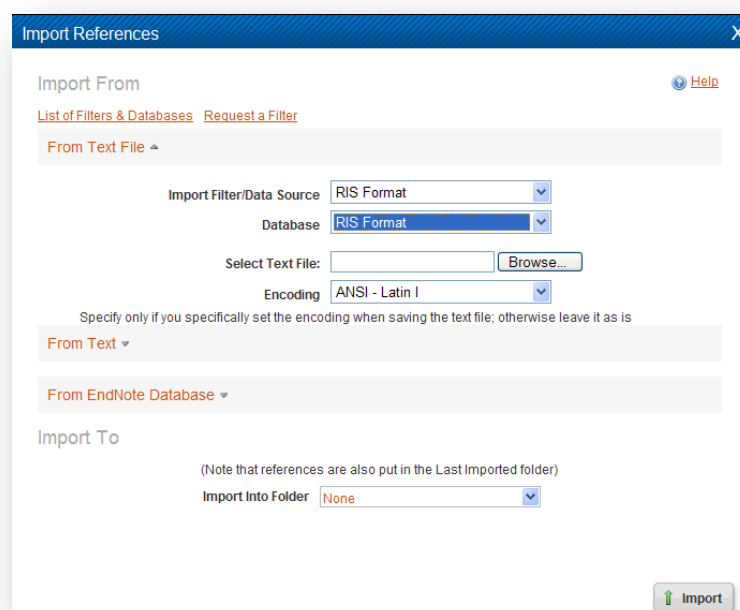 Import References X
Import From
Help
List of Filters & Databases Request a Filter
From Text File
Import Filter/Data Source RIS Format
Database RIS Format
Select Text File: Browse...
Encoding ANSI - Latin I
Specify only if you specifically set the encoding when saving the text file; otherwise leave it as is
From Text
From EndNote Database
Import To
(Note that references are also put in the Last Imported folder)
Import Into Folder None
Import